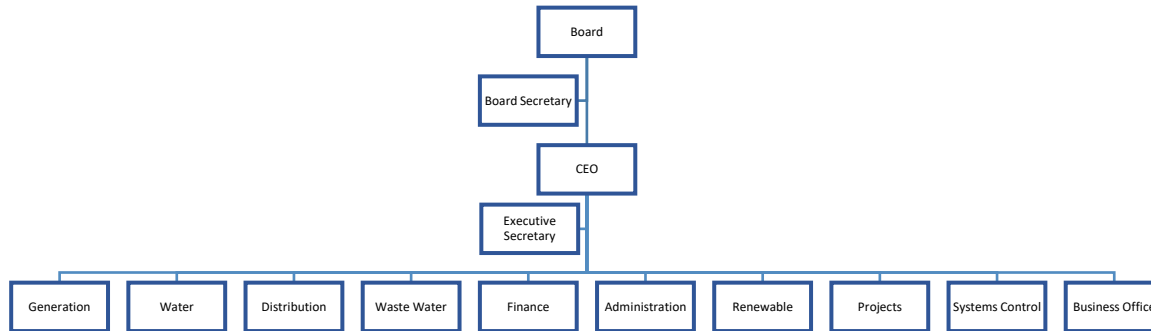 Board
Board Secretary
CEO
Executive
Secretary
Generation
Water
Distribution
Waste Water
Finance
Administration
Renewable
Projects
Systems Control
Business Office